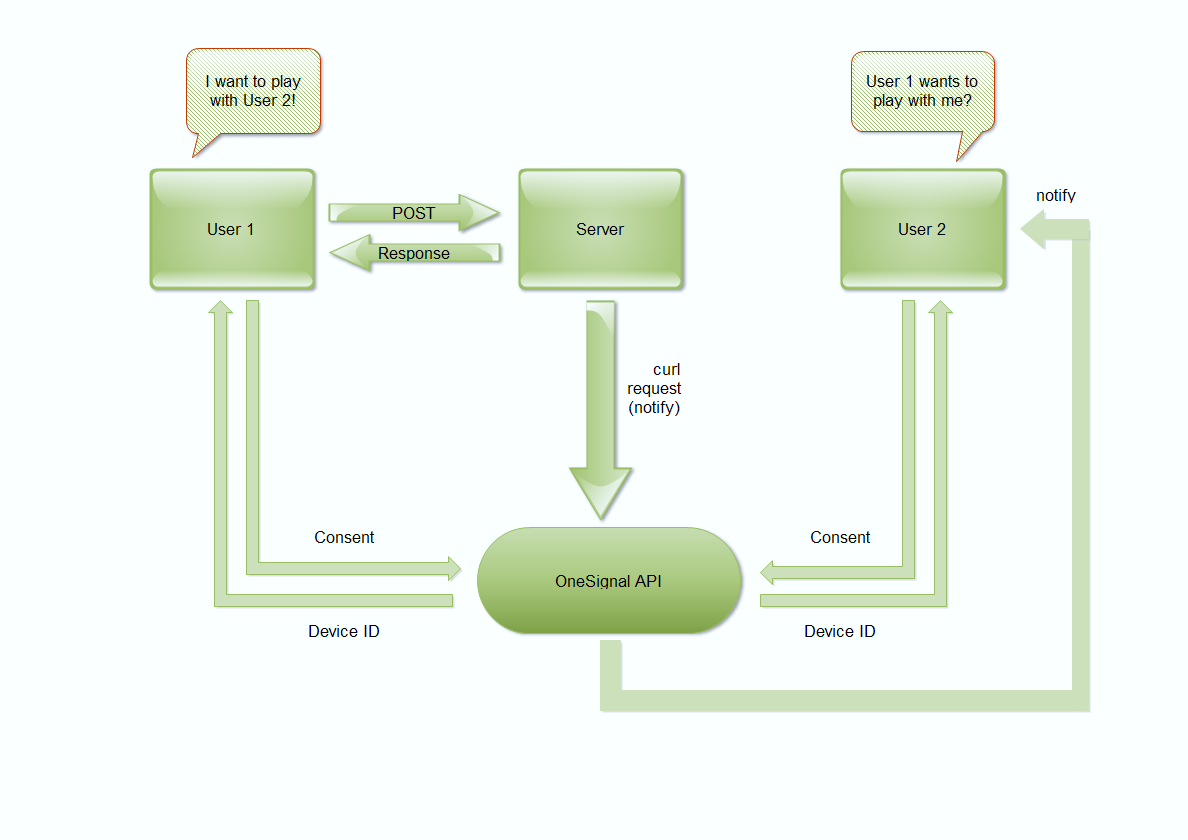 I want to play
with User 2!
User 1 wants to
play with me?
User 1
POST
Response
Server
User 2
notify
curl
request
(notify)
Consent
Consent
OneSignal API
Device ID
Device ID